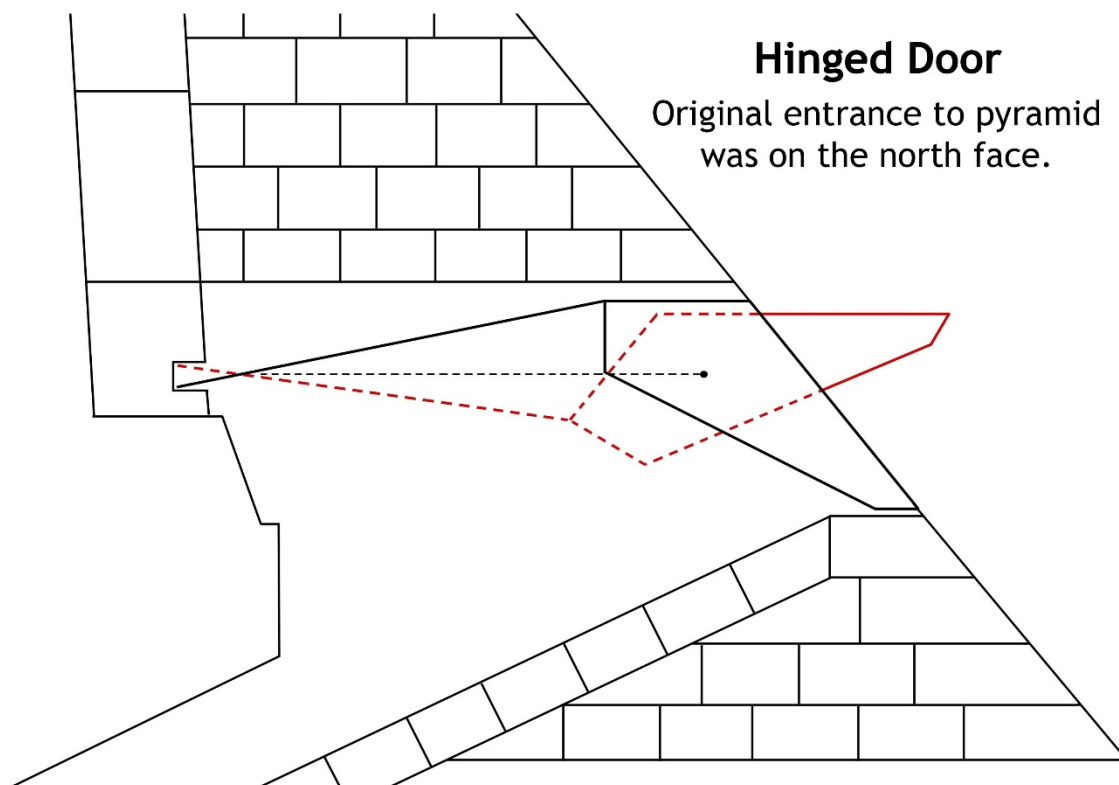 Hinged Door
Original entrance to pyramid
was on the north face.